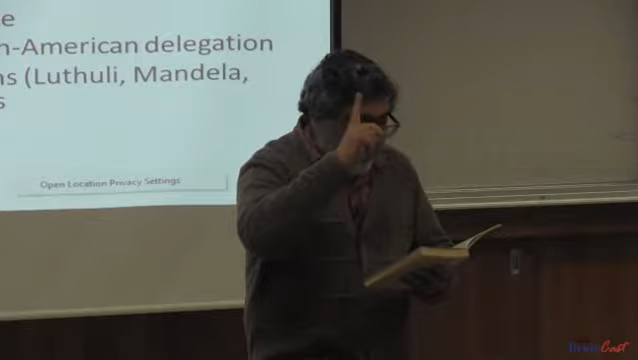 e
n-American delegation
ns (Luthuli, Mandela,
s
Open Location Privacy Settings
BrainCast